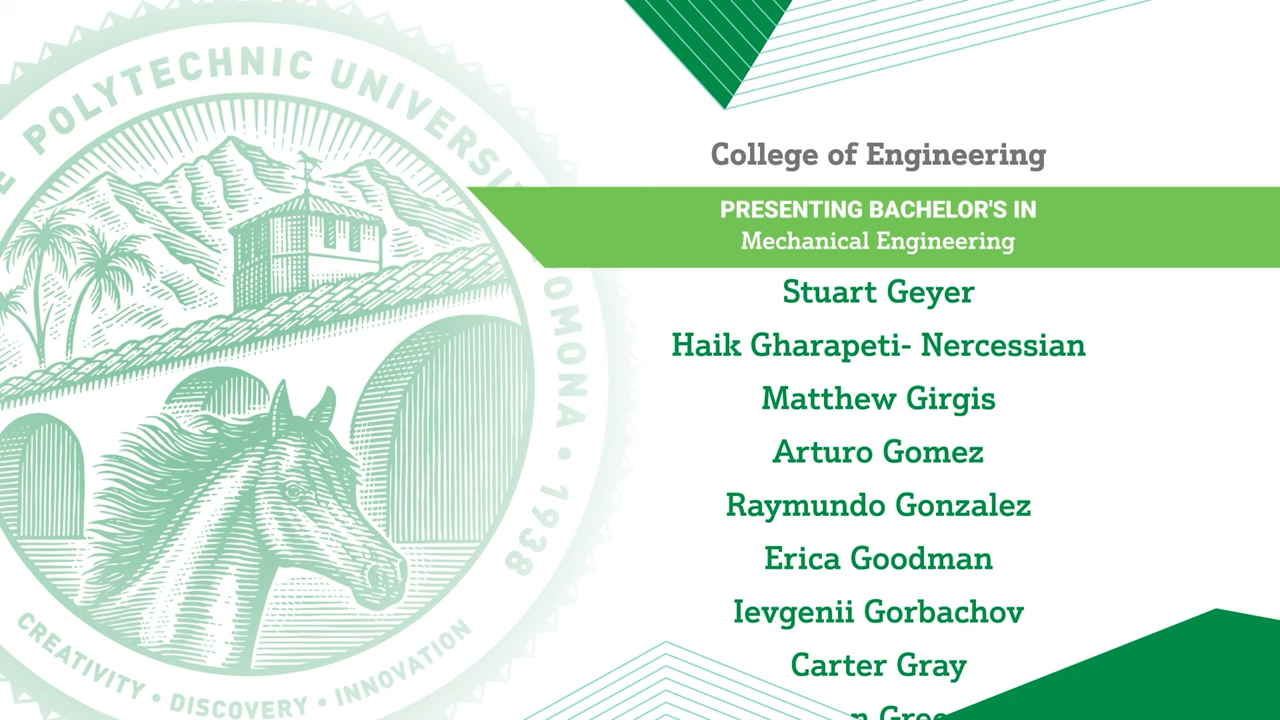 POLYTECHNIC UNIVERSI
OMONA • 1938
CREATIVITY • DISCOVERY • INNOVATION
College of Engineering
PRESENTING BACHELOR'S IN
Mechanical Engineering
Stuart Geyer
Haik Gharapeti- Nercessian
Matthew Girgis
Arturo Gomez
Raymundo Gonzalez
Erica Goodman
Ievgenii Gorbachov
Carter Gray